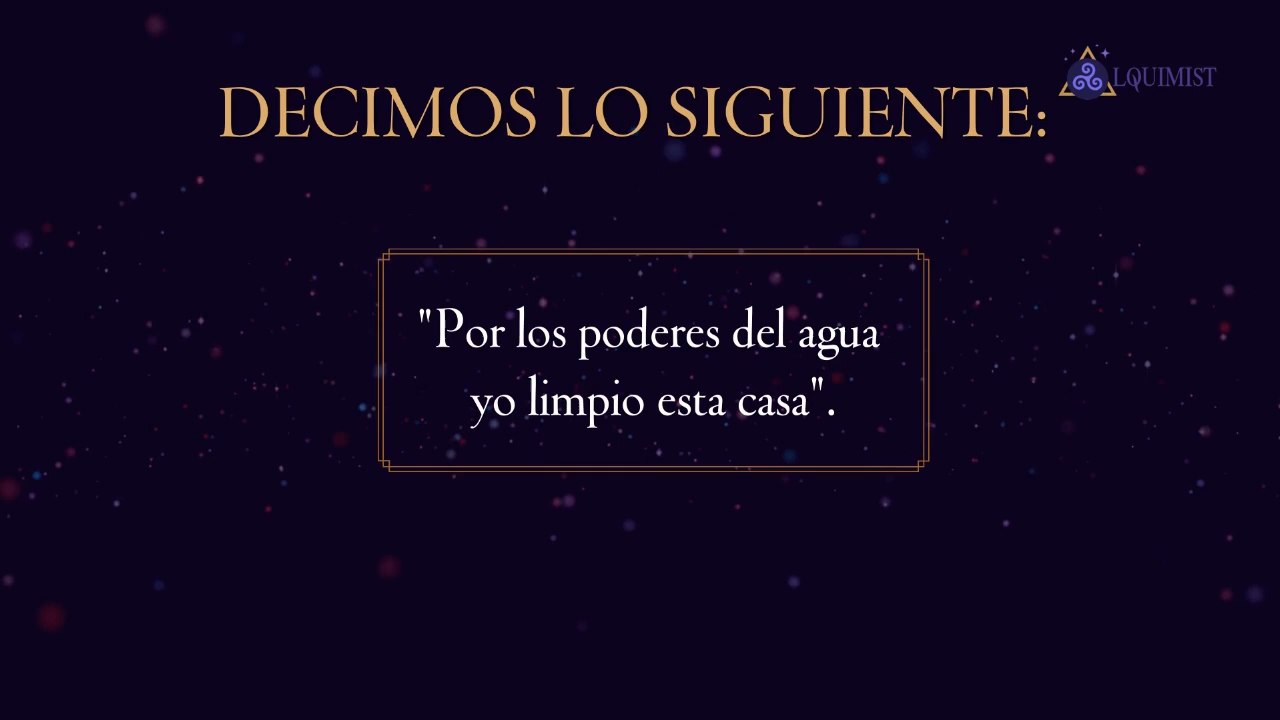 DECIMOS LO SIGUIENTE:
LQUIMIST
"Por los poderes del agua
yo limpio esta casa".